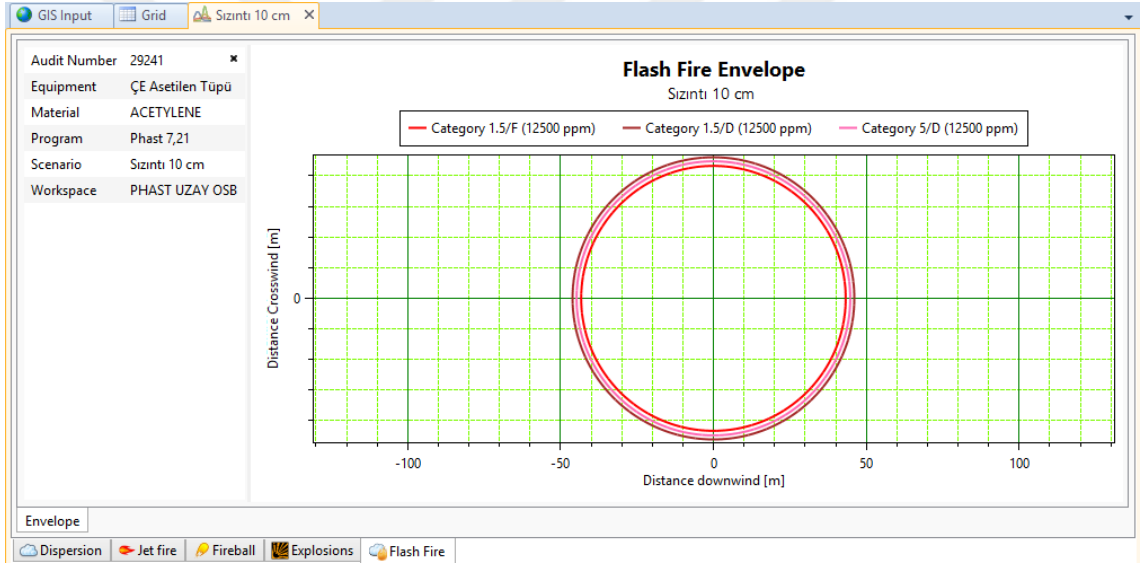 GIS Input Grid Sızıntı 10 cm
Audit Number 29241
Equipment ÇE Asetilen Tüpü
Material ACETYLENE
Program Phast 7,21
Scenario Sızıntı 10 cm
Workspace PHAST UZAY OSB
Flash Fire Envelope
Sızıntı 10 cm
Category 1.5/F (12500 ppm) Category 1.5/D (12500 ppm) Category 5/D (12500 ppm)
Distance Crosswind [m]
0
-100 -50 0 50 100
Distance downwind [m]
Envelope
Dispersion Jet fire Fireball Explosions Flash Fire